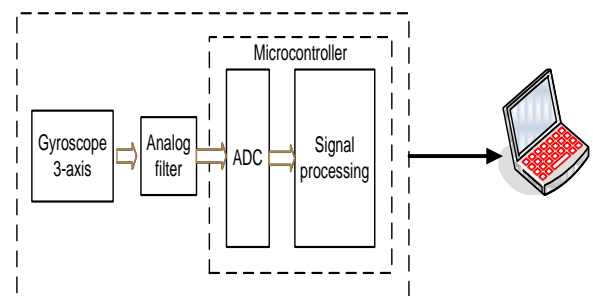 Microcontroller
Gyroscope
3-axis
Analog
filter
ADC
Signal
processing